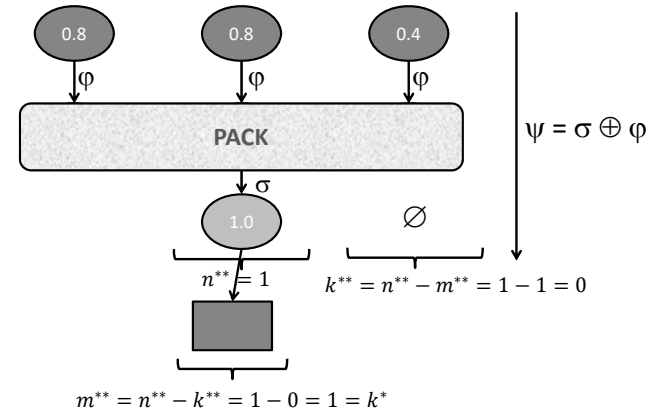 0.8 0.8 0.4
φ φ φ
PACK
ψ = σ ⊕ φ
σ
1.0 ∅
n** = 1
k** = n** − m** = 1 − 1 = 0
m** = n** − k** = 1 − 0 = 1 = k*